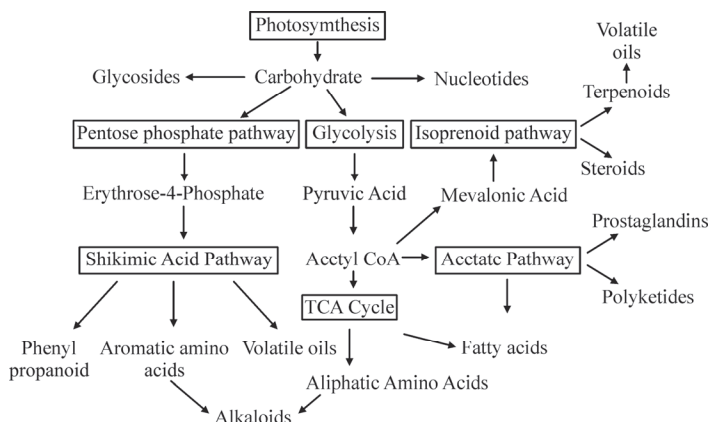 Photosymthesis
Volatile
oils
Glycosides
Carbohydrate
Nucleotides
Terpenoids
Pentose phosphate pathway
Glycolysis
Isoprenoid pathway
Steroids
Erythrose-4-Phosphate
Pyruvic Acid
Mevalonic Acid
Prostaglandins
Shikimic Acid Pathway
Acctyl CoA
Acctatc Pathway
Polyketides
TCA Cycle
Phenyl
propanoid
Aromatic amino
acids
Volatile oils
Fatty acids
Aliphatic Amino Acids
Alkaloids